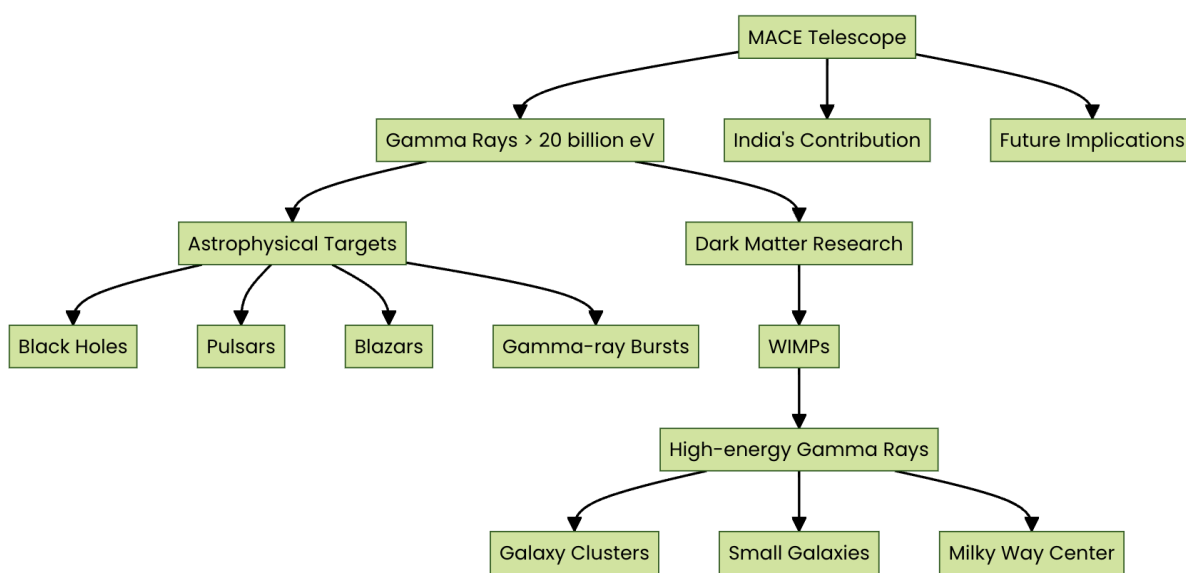 MACE Telescope
Gamma Rays > 20 billion eV
India's Contribution
Future Implications
Astrophysical Targets
Dark Matter Research
Black Holes
Pulsars
Blazars
Gamma-ray Bursts
WIMPs
High-energy Gamma Rays
Galaxy Clusters
Small Galaxies
Milky Way Center